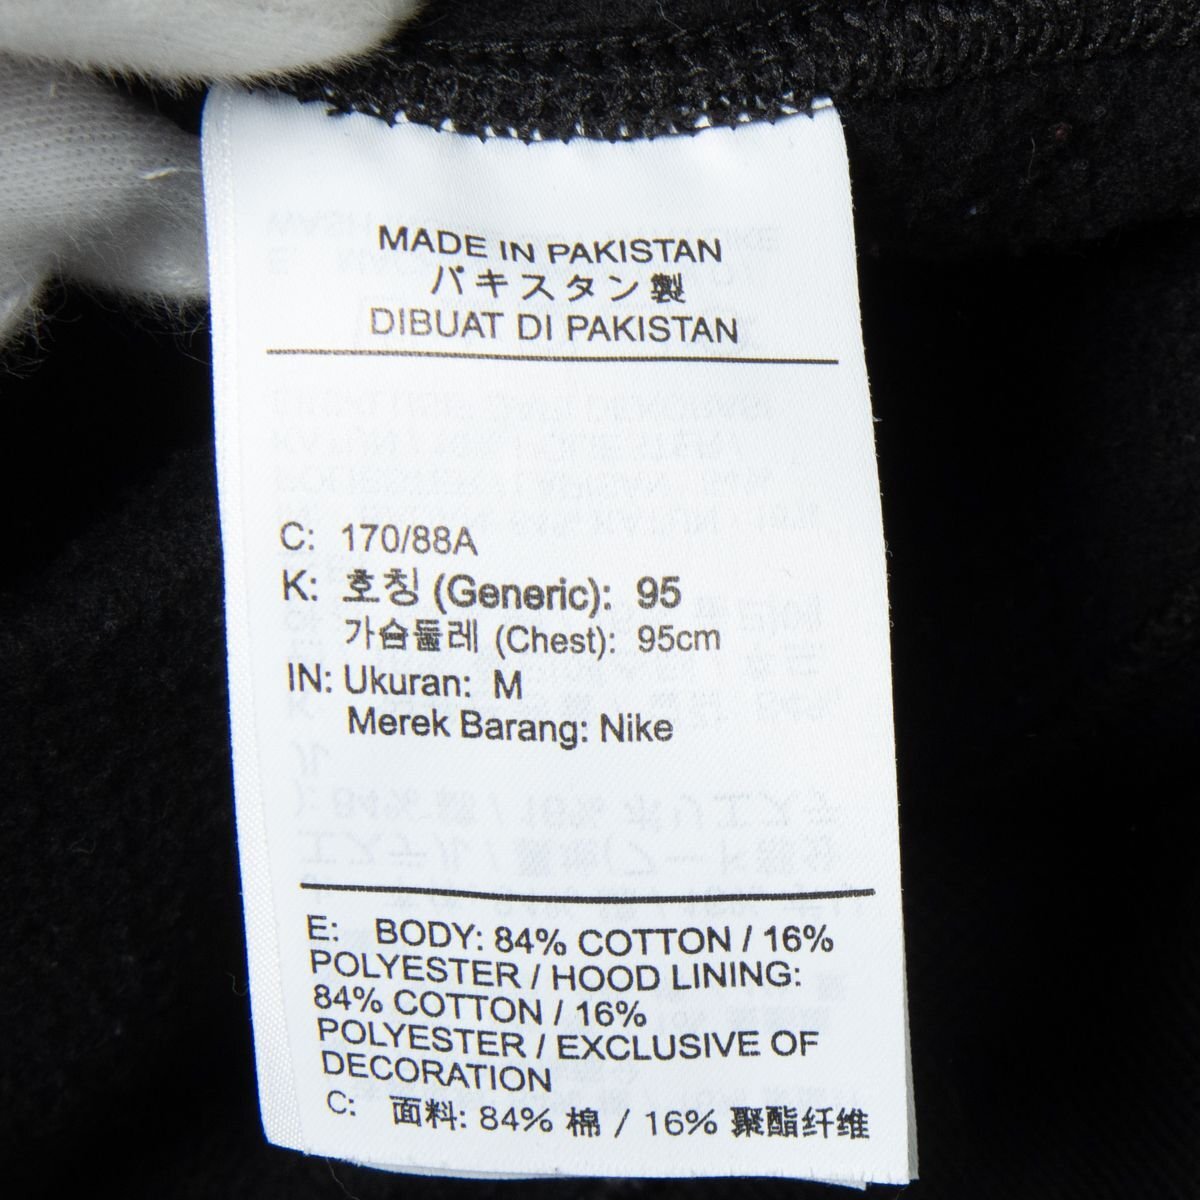 MADE IN PAKISTAN
パキスタン製
DIBUAT DI PAKISTAN
C: 170/88A
K: 호칭 (Generic): 95
가슴둘레 (Chest): 95cm
IN: Ukuran: M
Merek Barang: Nike
E: BODY: 84% COTTON / 16%
POLYESTER / HOOD LINING:
84% COTTON / 16%
POLYESTER / EXCLUSIVE OF
DECORATION
C: 面料: 84% 棉 / 16% 聚酯纤维